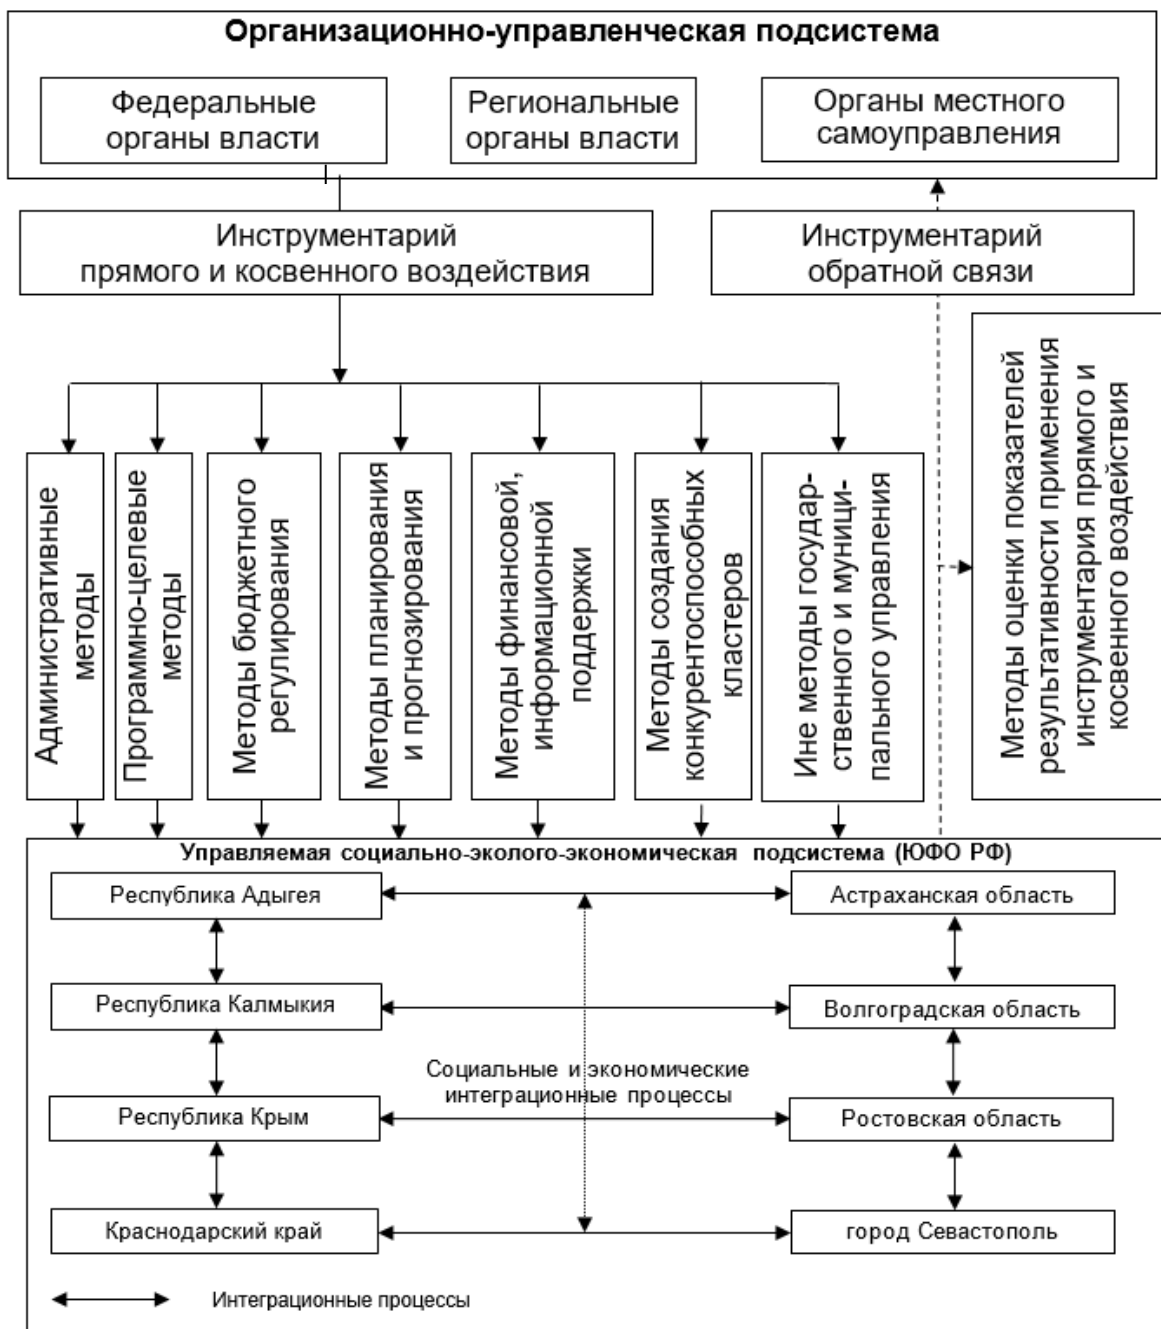 Организационно-управленческая подсистема
Федеральные
органы власти
Региональные
органы власти
Органы местного
самоуправления
Инструментарий
прямого и косвенного воздействия
Инструментарий
обратной связи
Административные
методы
Программно-целевые
методы
Методы бюджетного
регулирования
Методы планирования
и прогнозирования
Методы финансовой,
информационной
поддержки
Методы создания
конкурентоспособных
кластеров
Ине методы государ-
ственного и муници-
пального управления
Методы оценки показателей
результативности применения
инструментария прямого и
косвенного воздействия
Управляемая социально-эколого-экономическая подсистема (ЮФО РФ)
Республика Адыгея
Астраханская область
Республика Калмыкия
Волгоградская область
Социальные и экономические
интеграционные процессы
Республика Крым
Ростовская область
Краснодарский край
город Севастополь
Интеграционные процессы